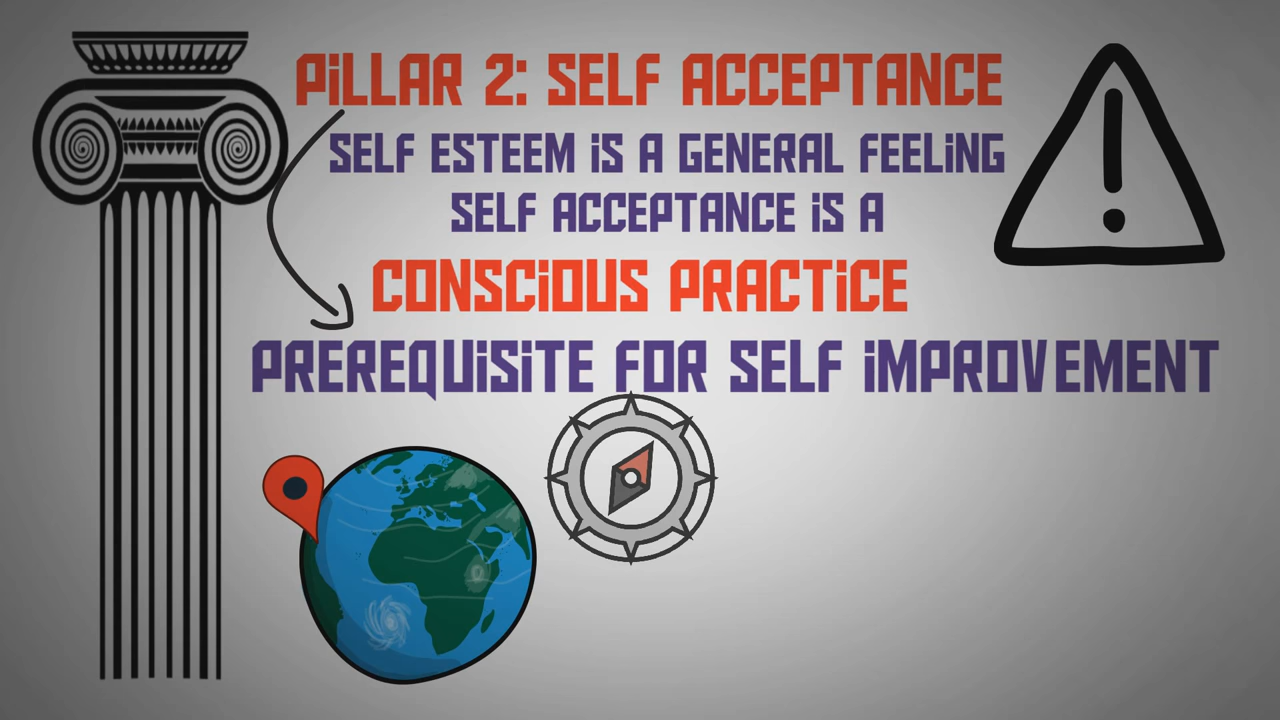 PiLLAR 2: SELF ACCEPTANCE
SELF ESTEEM iS A GENERAL FEELiNG
SELF ACCEPTANCE iS A
CONSCiOUS PRACTiCE
PREREQUiSiTE FOR SELF iMPROVEMENT